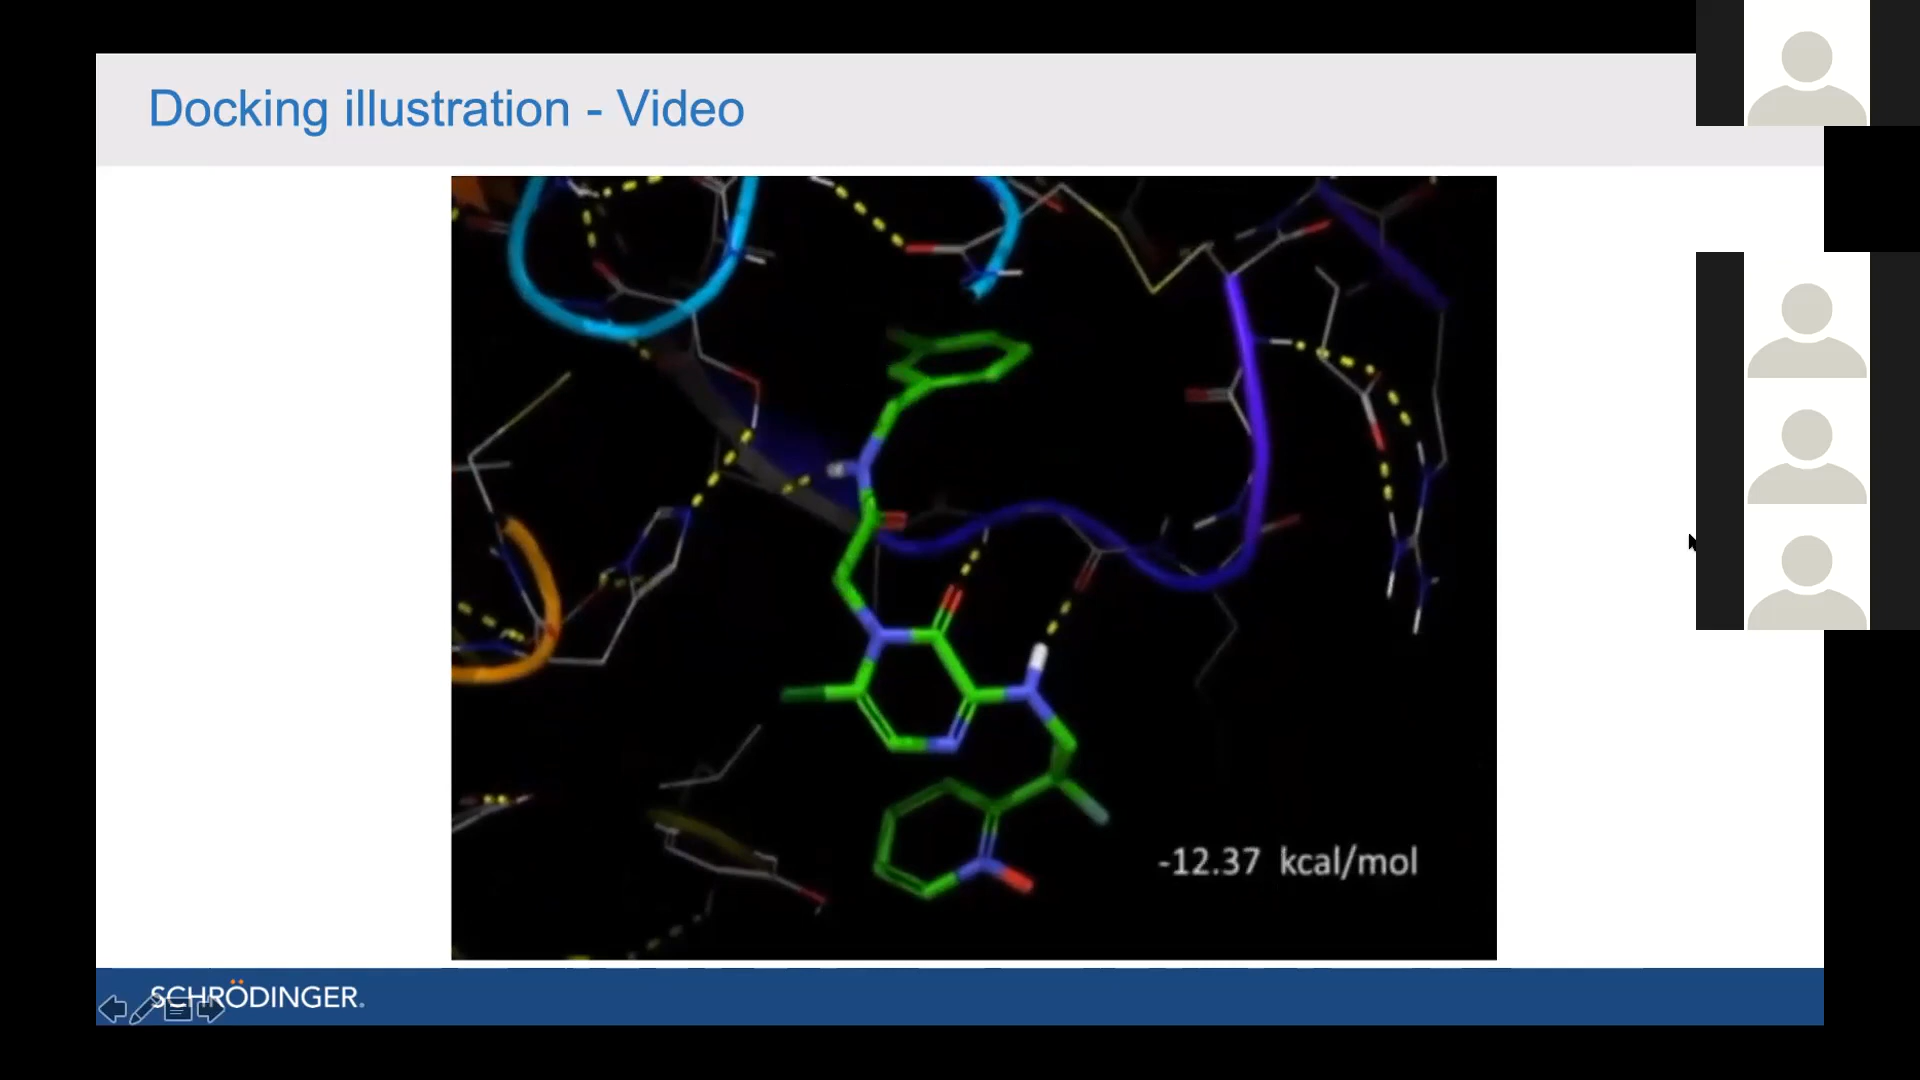 Docking illustration - Video
-12.37 kcal/mol
SCHRÖDINGER.